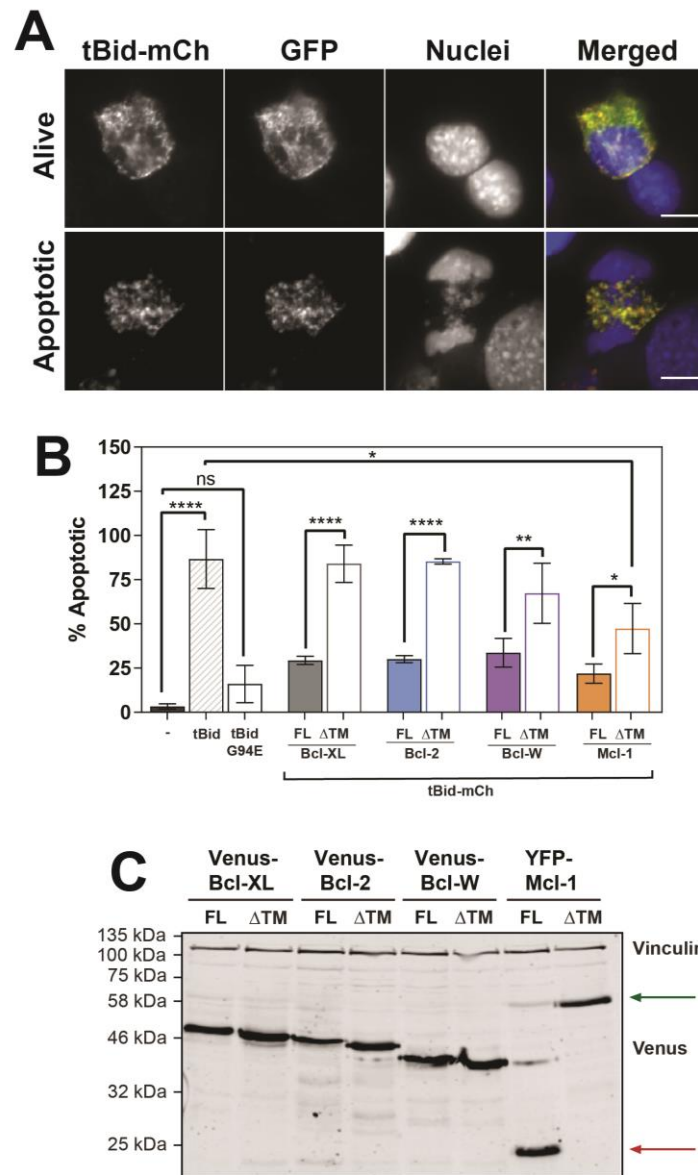 A
tBid-mCh GFP Nuclei Merged
Alive
Apoptotic
B
% Apoptotic
150
125
100
75
50
25
0
*
ns
****
****
****
**
*
- tBid tBid G94E FL ΔTM FL ΔTM FL ΔTM FL ΔTM
Bcl-XL Bcl-2 Bcl-W Mcl-1
tBid-mCh
C
Venus-Bcl-XL Venus-Bcl-2 Venus-Bcl-W YFP-Mcl-1
FL ΔTM FL ΔTM FL ΔTM FL ΔTM
135 kDa
100 kDa Vinculin
75 kDa
58 kDa
46 kDa Venus
32 kDa
25 kDa